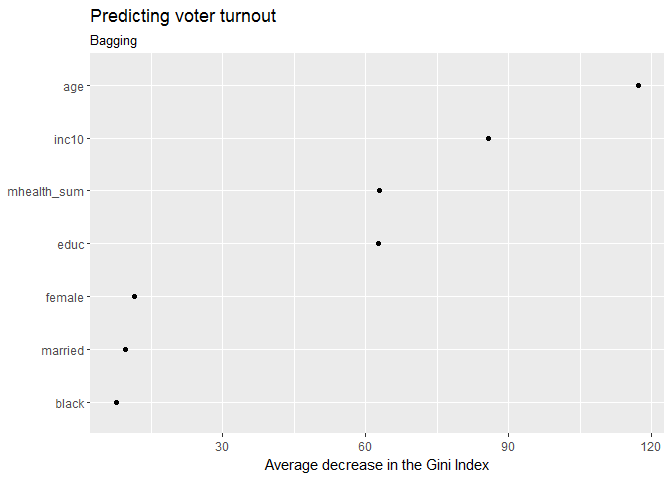 Predicting voter turnout
Bagging
age
inc10
mhealth_sum
educ
female
married
black
30 60 90 120
Average decrease in the Gini Index